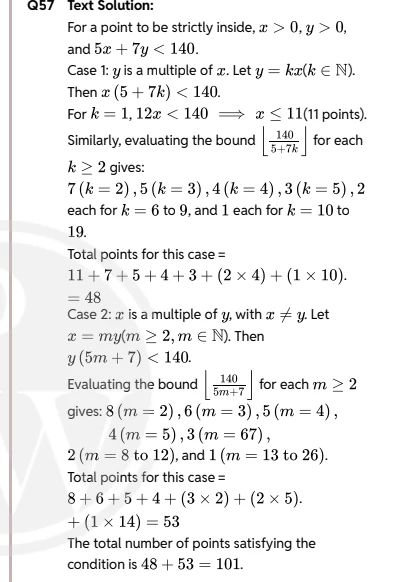 Q57 Text Solution:
For a point to be strictly inside, x > 0, y > 0,
and 5x + 7y < 140.
Case 1: y is a multiple of x. Let y = kx(k ∈ ℕ).
Then x (5 + 7k) < 140.
For k = 1, 12x < 140 ⟹ x ≤ 11(11 points).
Similarly, evaluating the bound ⌊140/(5+7k)⌋ for each
k ≥ 2 gives:
7 (k = 2) , 5 (k = 3) , 4 (k = 4) , 3 (k = 5) , 2
each for k = 6 to 9, and 1 each for k = 10 to
19.
Total points for this case =
11 + 7 + 5 + 4 + 3 + (2 × 4) + (1 × 10).
= 48
Case 2: x is a multiple of y, with x ≠ y. Let
x = my(m ≥ 2, m ∈ ℕ). Then
y (5m + 7) < 140.
Evaluating the bound ⌊140/(5m+7)⌋ for each m ≥ 2
gives: 8 (m = 2) , 6 (m = 3) , 5 (m = 4) ,
4 (m = 5) , 3 (m = 67) ,
2 (m = 8 to 12), and 1 (m = 13 to 26).
Total points for this case =
8 + 6 + 5 + 4 + (3 × 2) + (2 × 5).
+ (1 × 14) = 53
The total number of points satisfying the
condition is 48 + 53 = 101.